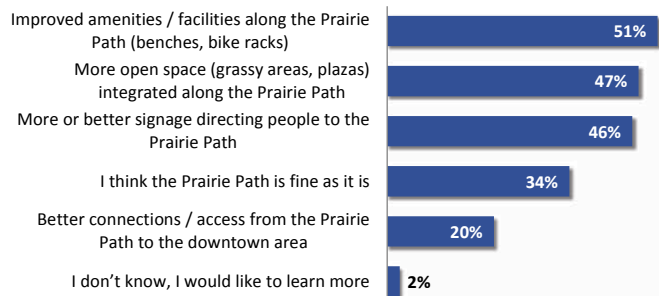 Improved amenities / facilities along the Prairie
Path (benches, bike racks)
51%
More open space (grassy areas, plazas)
integrated along the Prairie Path
47%
More or better signage directing people to the
Prairie Path
46%
I think the Prairie Path is fine as it is
34%
Better connections / access from the Prairie
Path to the downtown area
20%
I don’t know, I would like to learn more
2%